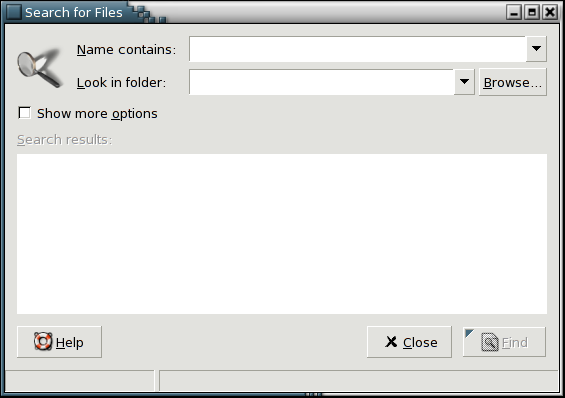 Search for Files
Name contains:
Look in folder:
Browse...
Show more options
Search results:
Help
Close
Find